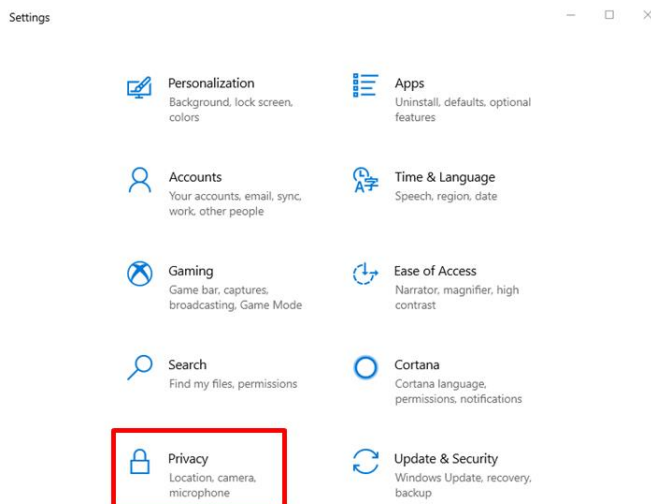 Settings
Personalization
Background, lock screen,
colors
Apps
Uninstall, defaults, optional
features
Accounts
Your accounts, email, sync,
work, other people
Time & Language
Speech, region, date
Gaming
Game bar, captures,
broadcasting, Game Mode
Ease of Access
Narrator, magnifier, high
contrast
Search
Find my files, permissions
Cortana
Cortana language,
permissions, notifications
Privacy
Location, camera,
microphone
Update & Security
Windows Update, recovery,
backup